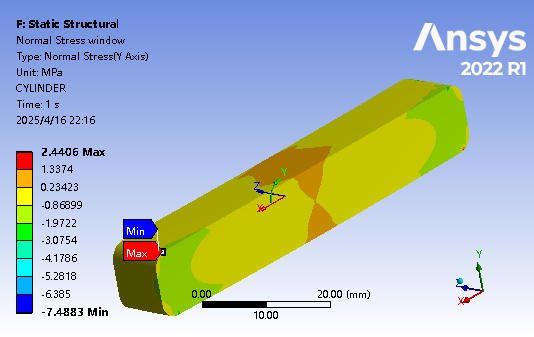 F: Static Structural
Normal Stress window
Type: Normal Stress(Y Axis)
Unit: MPa
CYLINDER
Time: 1 s
2025/4/16 22:16
Ansys
2022 R1
2.4406 Max
1.3374
0.23423
-0.86899
-1.9722
-3.0754
-4.1786
-5.2818
-6.385
-7.4883 Min
Y
Z
X
Min
Max
0.00
20.00 (mm)
10.00
Y
X